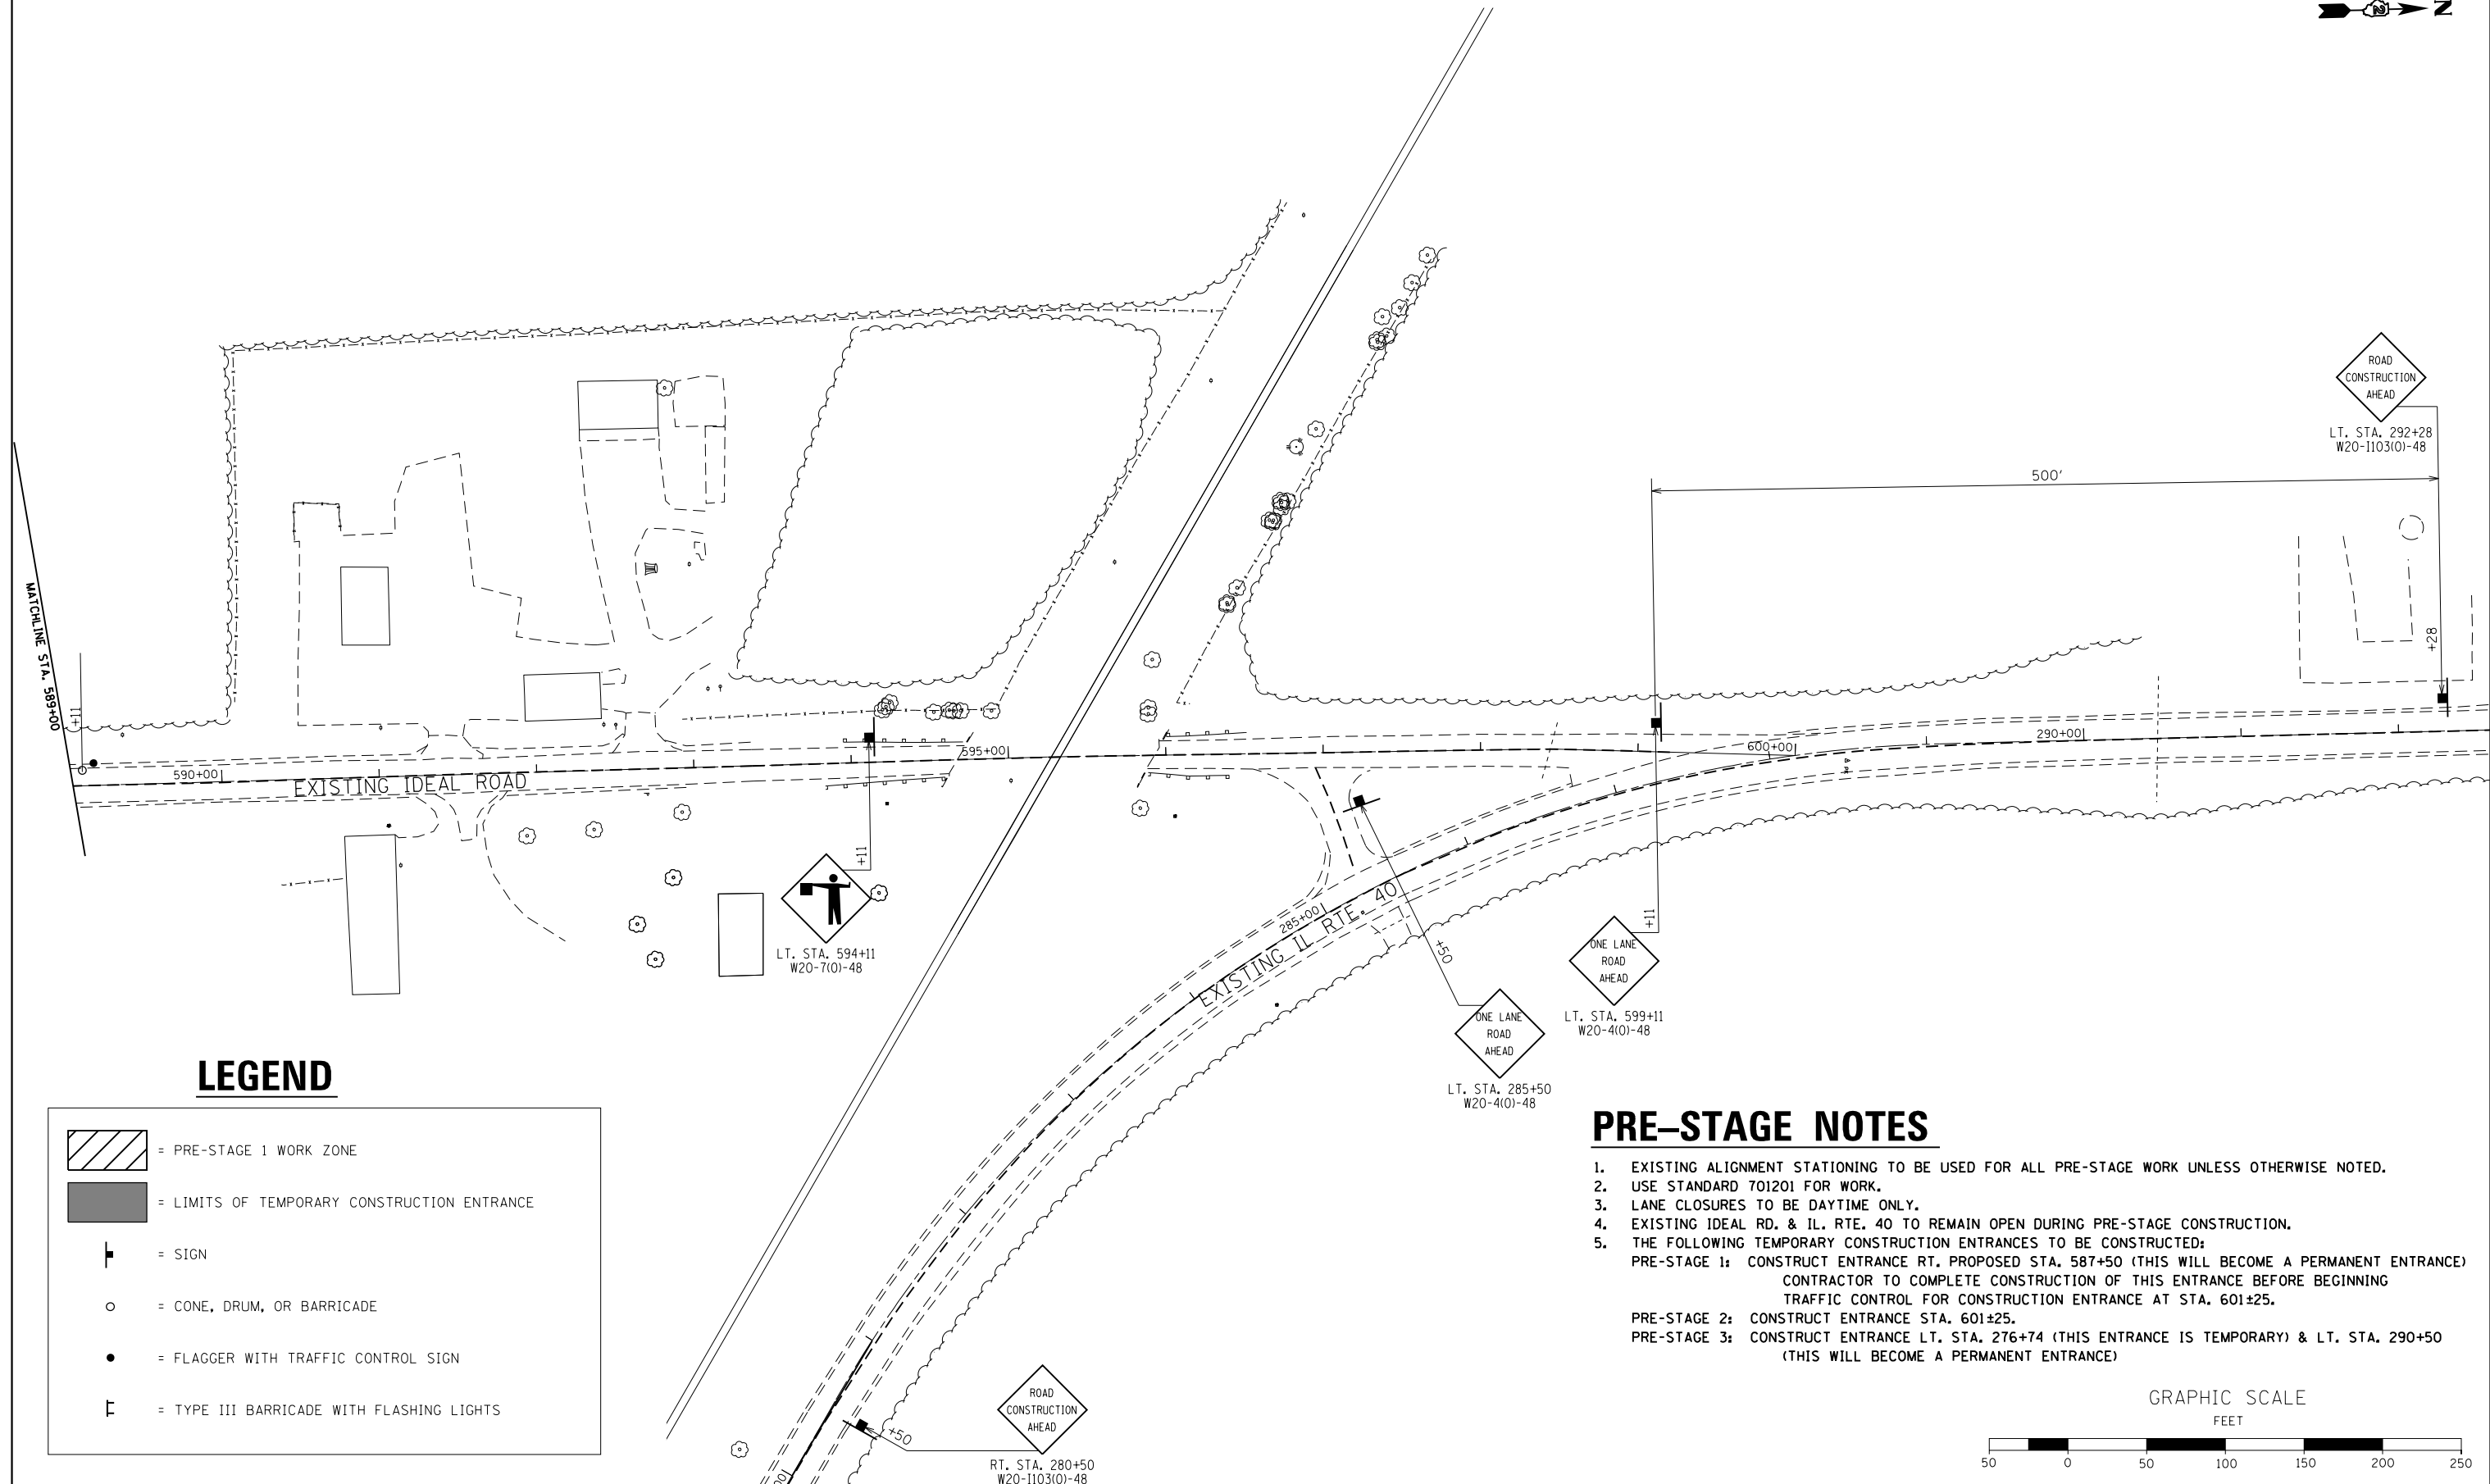 N
ROAD
CONSTRUCTION
AHEAD
LT. STA. 292+28
W20-I103(O)-48
500'
+28
MATCHLINE STA. 589+00
+11
590+00
EXISTING IDEAL ROAD
595+00
600+00
290+00
+11
LT. STA. 594+11
W20-7(O)-48
285+00
EXISTING IL RTE. 40
+50
ONE LANE
ROAD
AHEAD
LT. STA. 285+50
W20-4(O)-48
+11
ONE LANE
ROAD
AHEAD
LT. STA. 599+11
W20-4(O)-48
+50
ROAD
CONSTRUCTION
AHEAD
RT. STA. 280+50
W20-I103(O)-48
LEGEND
= PRE-STAGE 1 WORK ZONE
= LIMITS OF TEMPORARY CONSTRUCTION ENTRANCE
= SIGN
= CONE, DRUM, OR BARRICADE
= FLAGGER WITH TRAFFIC CONTROL SIGN
= TYPE III BARRICADE WITH FLASHING LIGHTS
PRE-STAGE NOTES
1. EXISTING ALIGNMENT STATIONING TO BE USED FOR ALL PRE-STAGE WORK UNLESS OTHERWISE NOTED.
2. USE STANDARD 701201 FOR WORK.
3. LANE CLOSURES TO BE DAYTIME ONLY.
4. EXISTING IDEAL RD. & IL. RTE. 40 TO REMAIN OPEN DURING PRE-STAGE CONSTRUCTION.
5. THE FOLLOWING TEMPORARY CONSTRUCTION ENTRANCES TO BE CONSTRUCTED:
PRE-STAGE 1: CONSTRUCT ENTRANCE RT. PROPOSED STA. 587+50 (THIS WILL BECOME A PERMANENT ENTRANCE)
CONTRACTOR TO COMPLETE CONSTRUCTION OF THIS ENTRANCE BEFORE BEGINNING
TRAFFIC CONTROL FOR CONSTRUCTION ENTRANCE AT STA. 601±25.
PRE-STAGE 2: CONSTRUCT ENTRANCE STA. 601±25.
PRE-STAGE 3: CONSTRUCT ENTRANCE LT. STA. 276+74 (THIS ENTRANCE IS TEMPORARY) & LT. STA. 290+50
(THIS WILL BECOME A PERMANENT ENTRANCE)
GRAPHIC SCALE
FEET
50 0 50 100 150 200 250